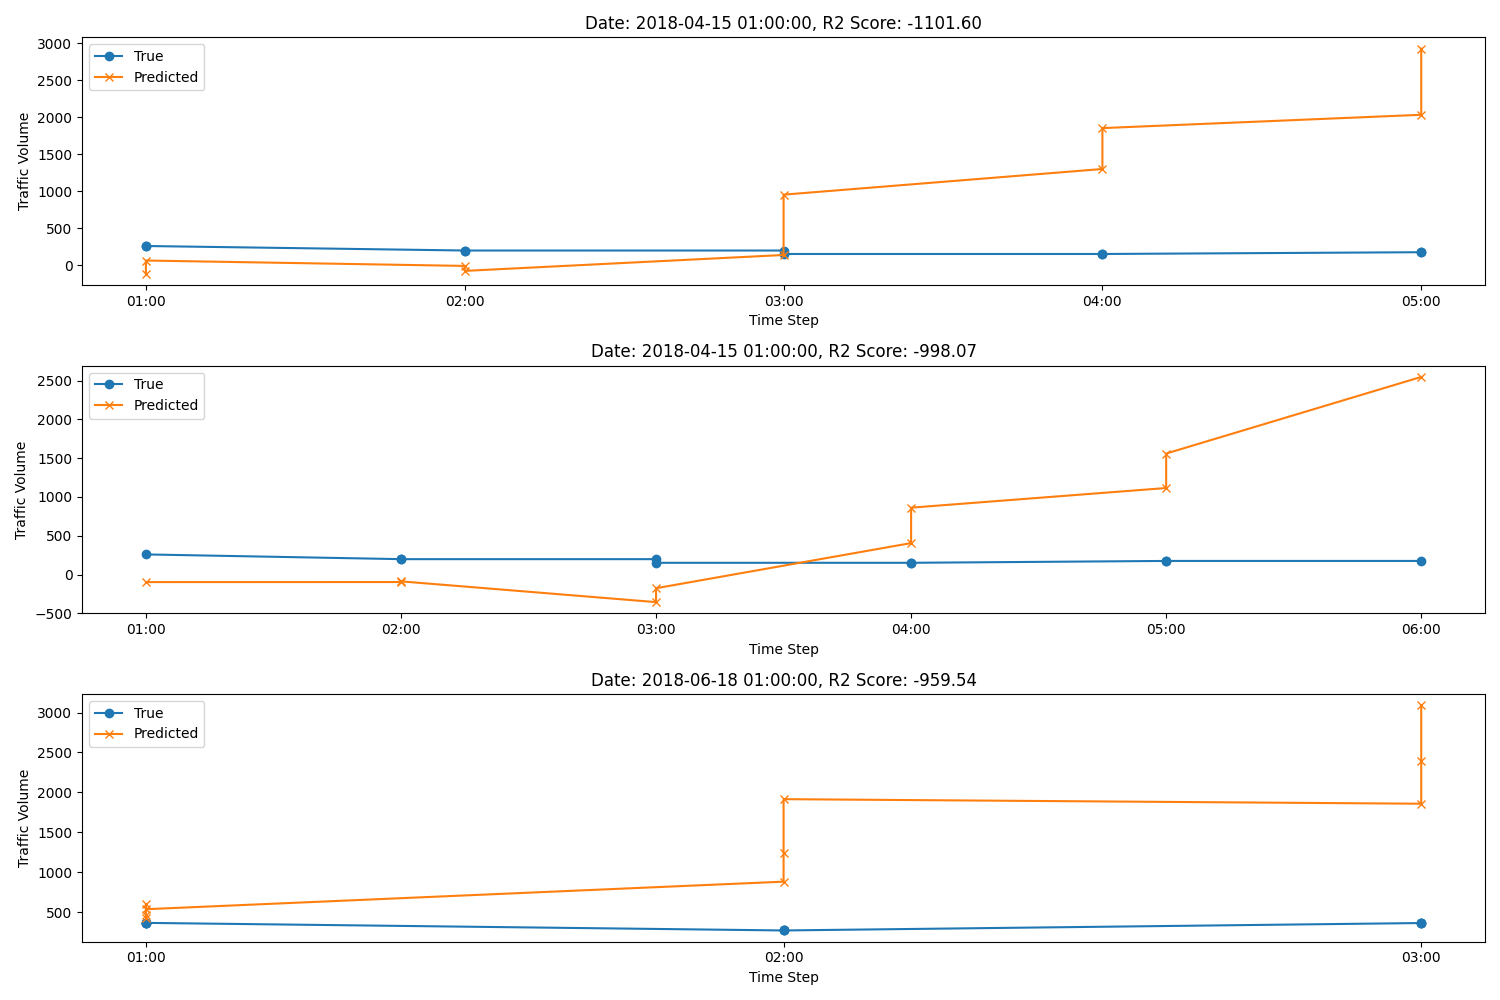 Date: 2018-04-15 01:00:00, R2 Score: -1101.60
True
Predicted
Traffic Volume
3000
2500
2000
1500
1000
500
0
01:00 02:00 03:00 04:00 05:00
Time Step
Date: 2018-04-15 01:00:00, R2 Score: -998.07
True
Predicted
Traffic Volume
2500
2000
1500
1000
500
0
−500
01:00 02:00 03:00 04:00 05:00 06:00
Time Step
Date: 2018-06-18 01:00:00, R2 Score: -959.54
True
Predicted
Traffic Volume
3000
2500
2000
1500
1000
500
01:00 02:00 03:00
Time Step